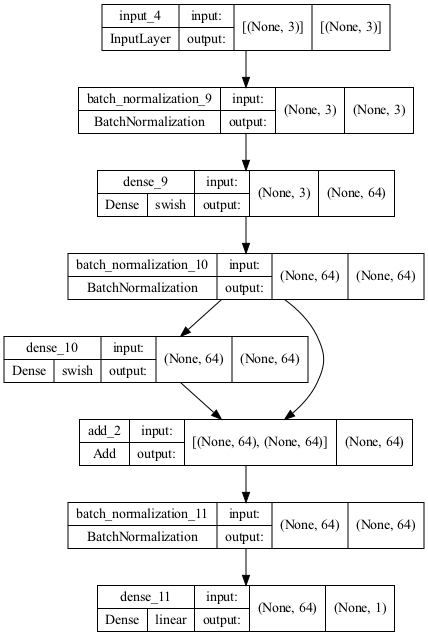 input_4 input: [(None, 3)] [(None, 3)]
InputLayer output:
batch_normalization_9 input: (None, 3) (None, 3)
BatchNormalization output:
dense_9 input: (None, 3) (None, 64)
Dense swish output:
batch_normalization_10 input: (None, 64) (None, 64)
BatchNormalization output:
dense_10 input: (None, 64) (None, 64)
Dense swish output:
add_2 input: [(None, 64), (None, 64)] (None, 64)
Add output:
batch_normalization_11 input: (None, 64) (None, 64)
BatchNormalization output:
dense_11 input: (None, 64) (None, 1)
Dense linear output: